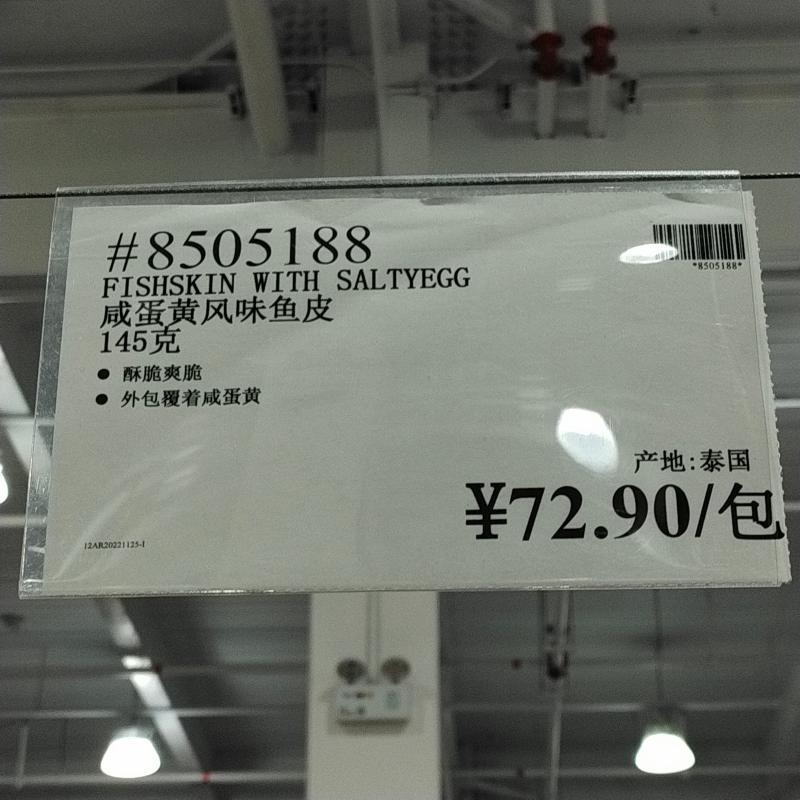 #8505188
*8505188*
FISHSKIN WITH SALTYEGG
咸蛋黄风味鱼皮
145克
● 酥脆爽脆
● 外包覆着咸蛋黄
产地:泰国
¥72.90/包
12AR20221125-I